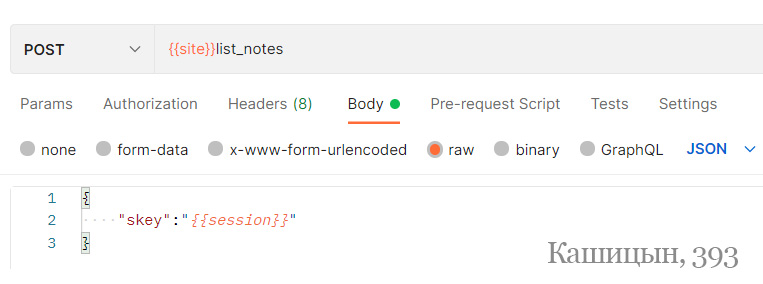 POST {{site}}list_notes
Params Authorization Headers (8) Body Pre-request Script Tests Settings
none form-data x-www-form-urlencoded raw binary GraphQL JSON
1 {
2 ····"skey":"{{session}}"
3 }
Кашицын, 393